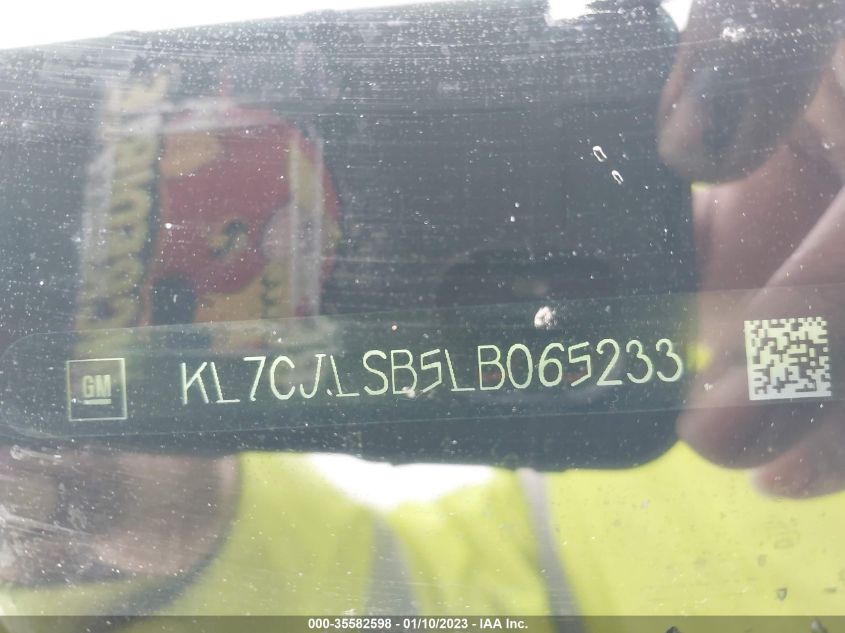 GM
KL7CJLSB5LB065233
000-35582598 - 01/10/2023 - IAA Inc.